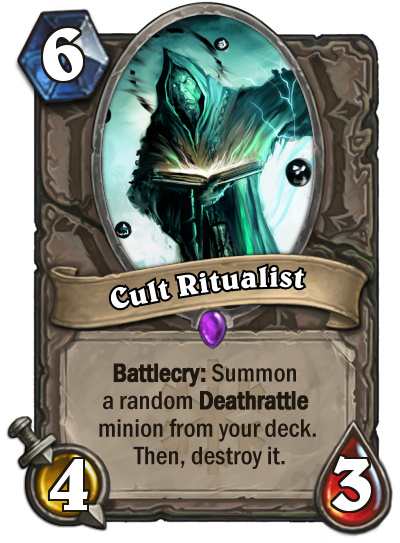 6
Cult Ritualist
Battlecry: Summon
a random Deathrattle
minion from your deck.
Then, destroy it.
4
3